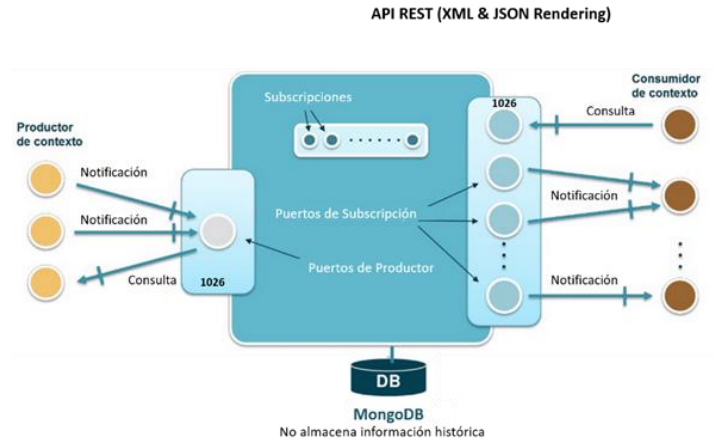 API REST (XML & JSON Rendering)
Consumidor
de contexto
1026
Subscripciones
Consulta
Productor
de contexto
Notificación
Notificación
Notificación
Puertos de Subscripción
Puertos de Productor
Consulta
1026
Notificación
DB
MongoDB
No almacena información histórica